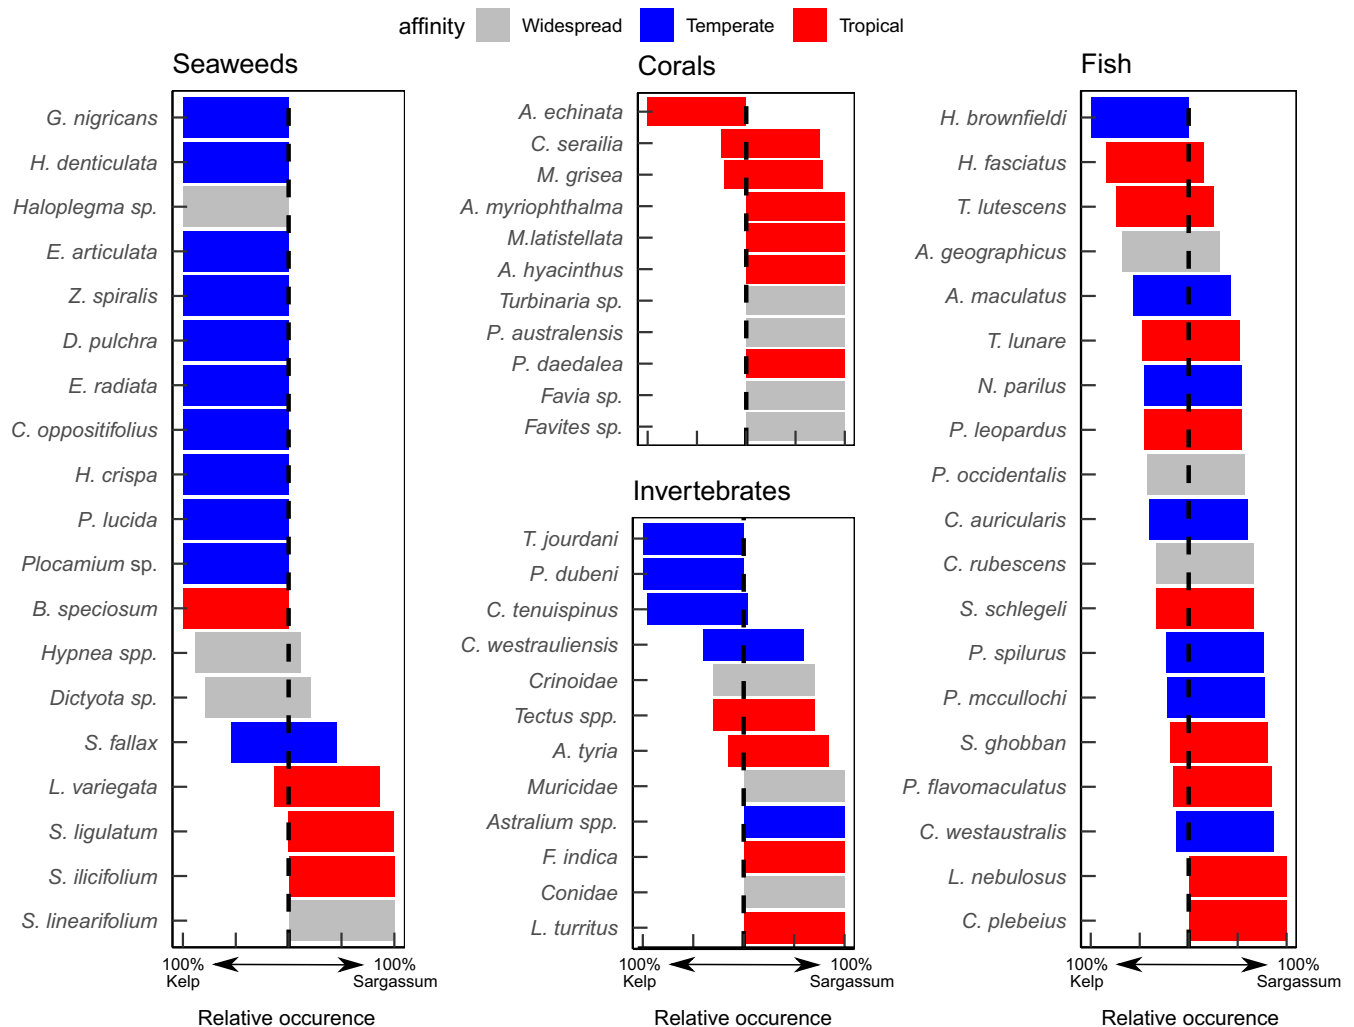 affinity Widespread Temperate Tropical
Seaweeds
G. nigricans
H. denticulata
Haloplegma sp.
E. articulata
Z. spiralis
D. pulchra
E. radiata
C. oppositifolius
H. crispa
P. lucida
Plocamium sp.
B. speciosum
Hypnea spp.
Dictyota sp.
S. fallax
L. variegata
S. ligulatum
S. ilicifolium
S. linearifolium
100% 100%
Kelp Sargassum
Relative occurence
Corals
A. echinata
C. serailia
M. grisea
A. myriophthalma
M.latistellata
A. hyacinthus
Turbinaria sp.
P. australensis
P. daedalea
Favia sp.
Favites sp.
Invertebrates
T. jourdani
P. dubeni
C. tenuispinus
C. westrauliensis
Crinoidae
Tectus spp.
A. tyria
Muricidae
Astralium spp.
F. indica
Conidae
L. turritus
100% 100%
Kelp Sargassum
Relative occurence
Fish
H. brownfieldi
H. fasciatus
T. lutescens
A. geographicus
A. maculatus
T. lunare
N. parilus
P. leopardus
P. occidentalis
C. auricularis
C. rubescens
S. schlegeli
P. spilurus
P. mccullochi
S. ghobban
P. flavomaculatus
C. westaustralis
L. nebulosus
C. plebeius
100% 100%
Kelp Sargassum
Relative occurence